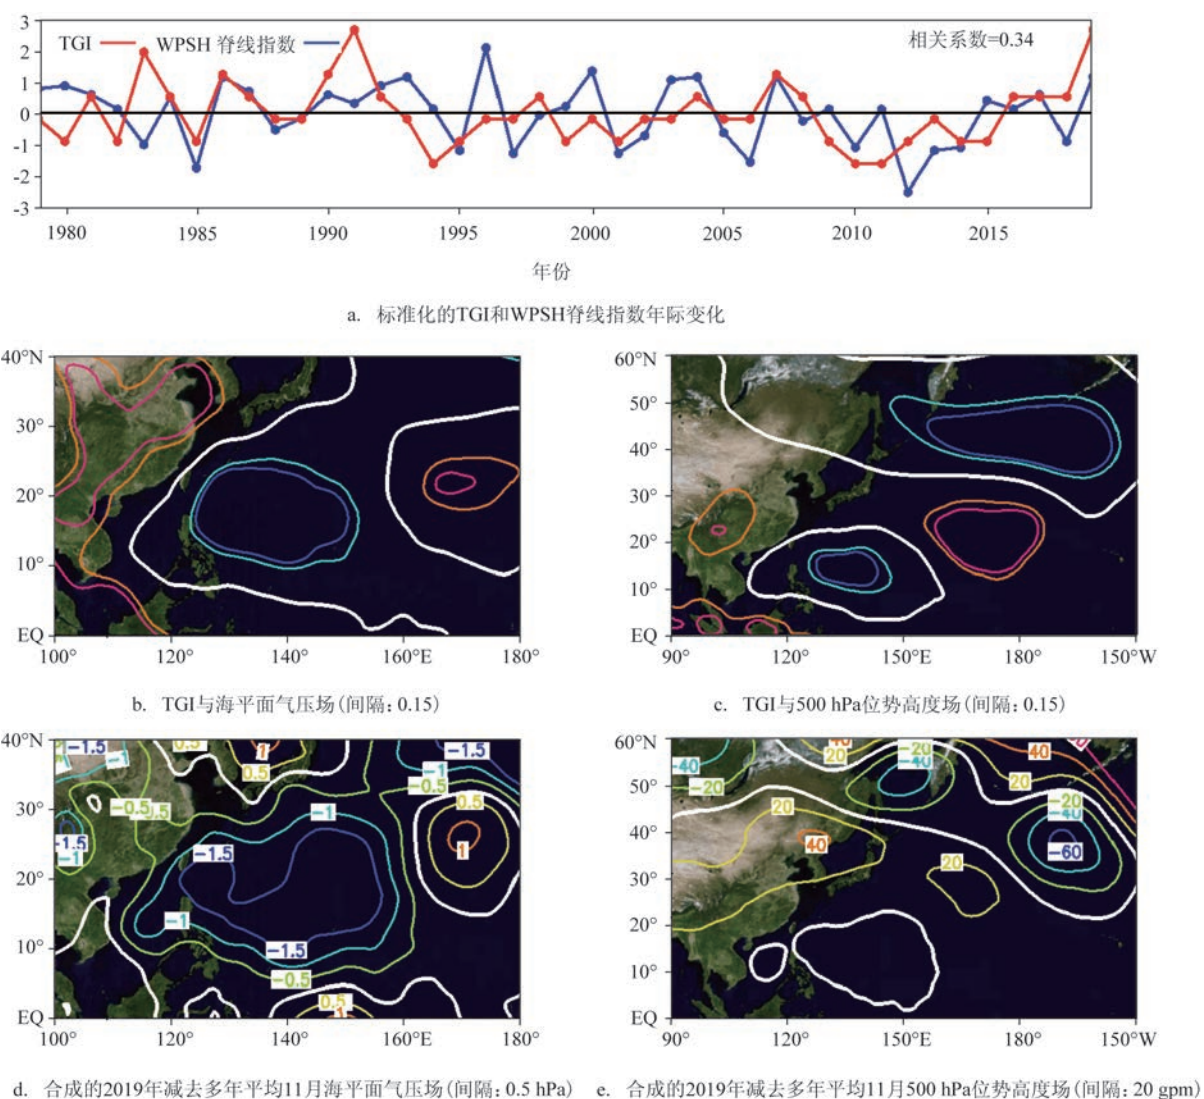 3
TGI
WPSH 脊线指数
相关系数=0.34
2
1
0
-1
-2
-3
1980 1985 1990 1995 2000 2005 2010 2015
年份
a. 标准化的TGI和WPSH脊线指数年际变化
40°N
30°
20°
10°
EQ
100° 120° 140° 160°E 180°
b. TGI与海平面气压场(间隔: 0.15)
60°N
50°
40°
30°
20°
10°
EQ
90° 120° 150°E 180° 150°W
c. TGI与500 hPa位势高度场(间隔: 0.15)
40°N
30°
20°
10°
EQ
100° 120° 140° 160°E 180°
-1.5
-1
0.5
1
0.5
-1.5
-1
-0.5
-0.5
0.5
-1
0.5
1
-1.5
-1
-1.5
-1
-1.5
-0.5
0.5
1
d. 合成的2019年减去多年平均11月海平面气压场(间隔: 0.5 hPa)
60°N
50°
40°
30°
20°
10°
EQ
90° 120° 150°E 180° 150°W
-40
-20
40
20
-20
-40
40
20
20
-20
-40
40
-60
20
e. 合成的2019年减去多年平均11月500 hPa位势高度场(间隔: 20 gpm)